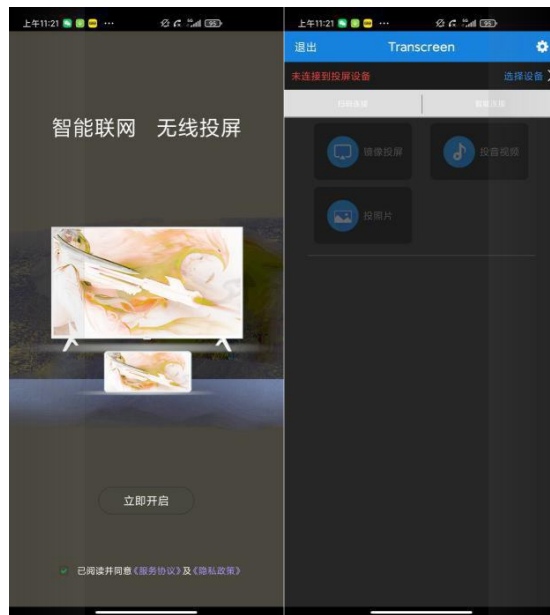 上午11:21 ...
95
智能联网 无线投屏
立即开启
已阅读并同意《服务协议》及《隐私政策》
上午11:21 ...
95
退出 Transcreen
未连接到投屏设备 选择设备
镜像投屏 投音视频
投照片